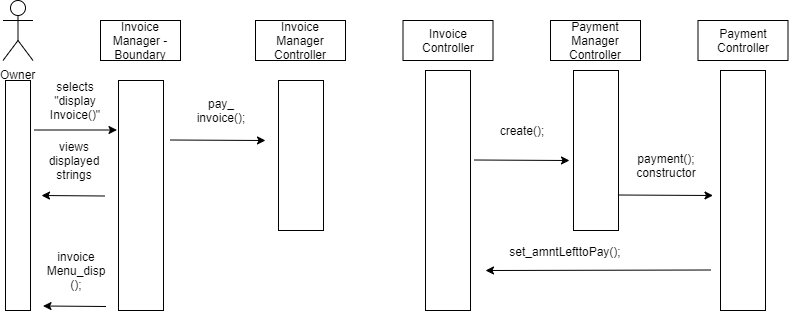 Owner
Invoice
Manager -
Boundary
Invoice
Manager
Controller
Invoice
Controller
Payment
Manager
Controller
Payment
Controller
selects
"display
Invoice()"
pay_
invoice();
create();
views
displayed
strings
payment();
constructor
set_amntLefttoPay();
invoice
Menu_disp
();